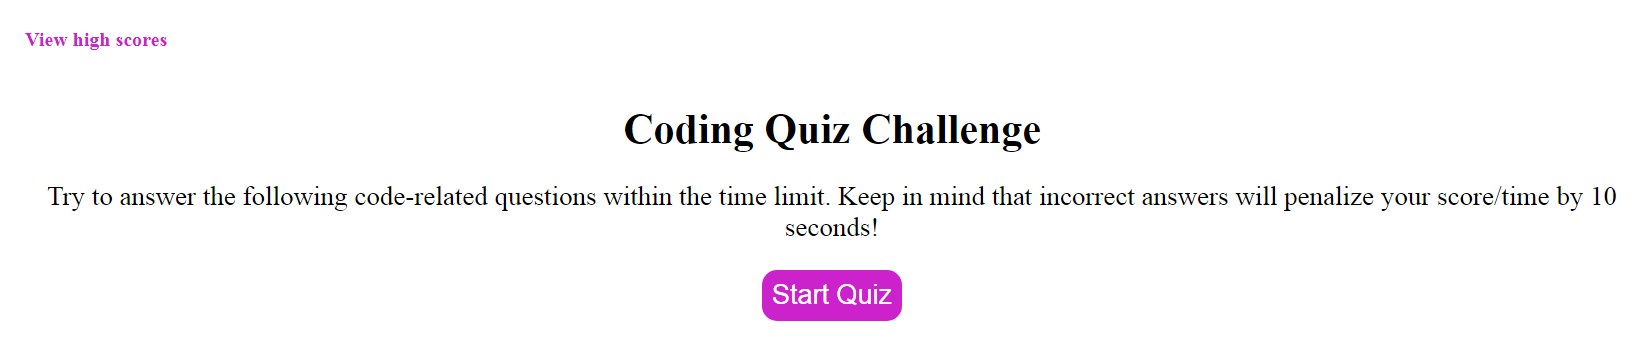 View high scores
Coding Quiz Challenge
Try to answer the following code-related questions within the time limit. Keep in mind that incorrect answers will penalize your score/time by 10
seconds!
Start Quiz